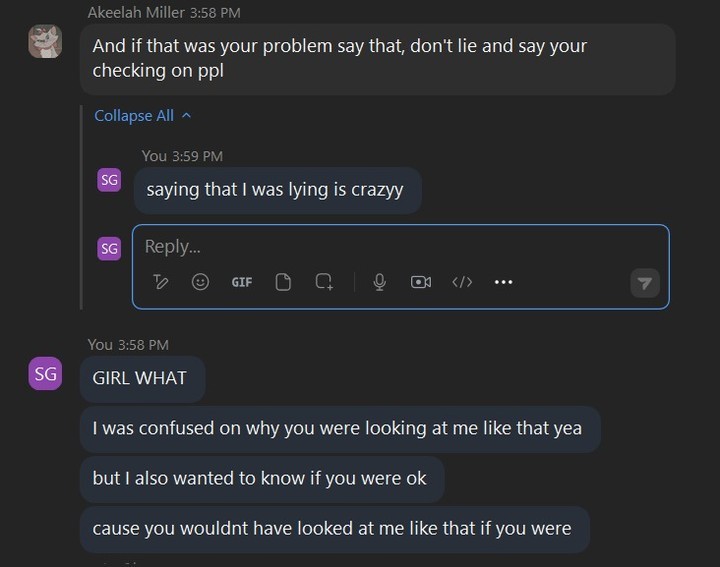 Akeelah Miller 3:58 PM
And if that was your problem say that, don't lie and say your
checking on ppl
Collapse All
You 3:59 PM
SG
saying that I was lying is crazyy
SG
Reply...
GIF
You 3:58 PM
SG
GIRL WHAT
I was confused on why you were looking at me like that yea
but I also wanted to know if you were ok
cause you wouldnt have looked at me like that if you were